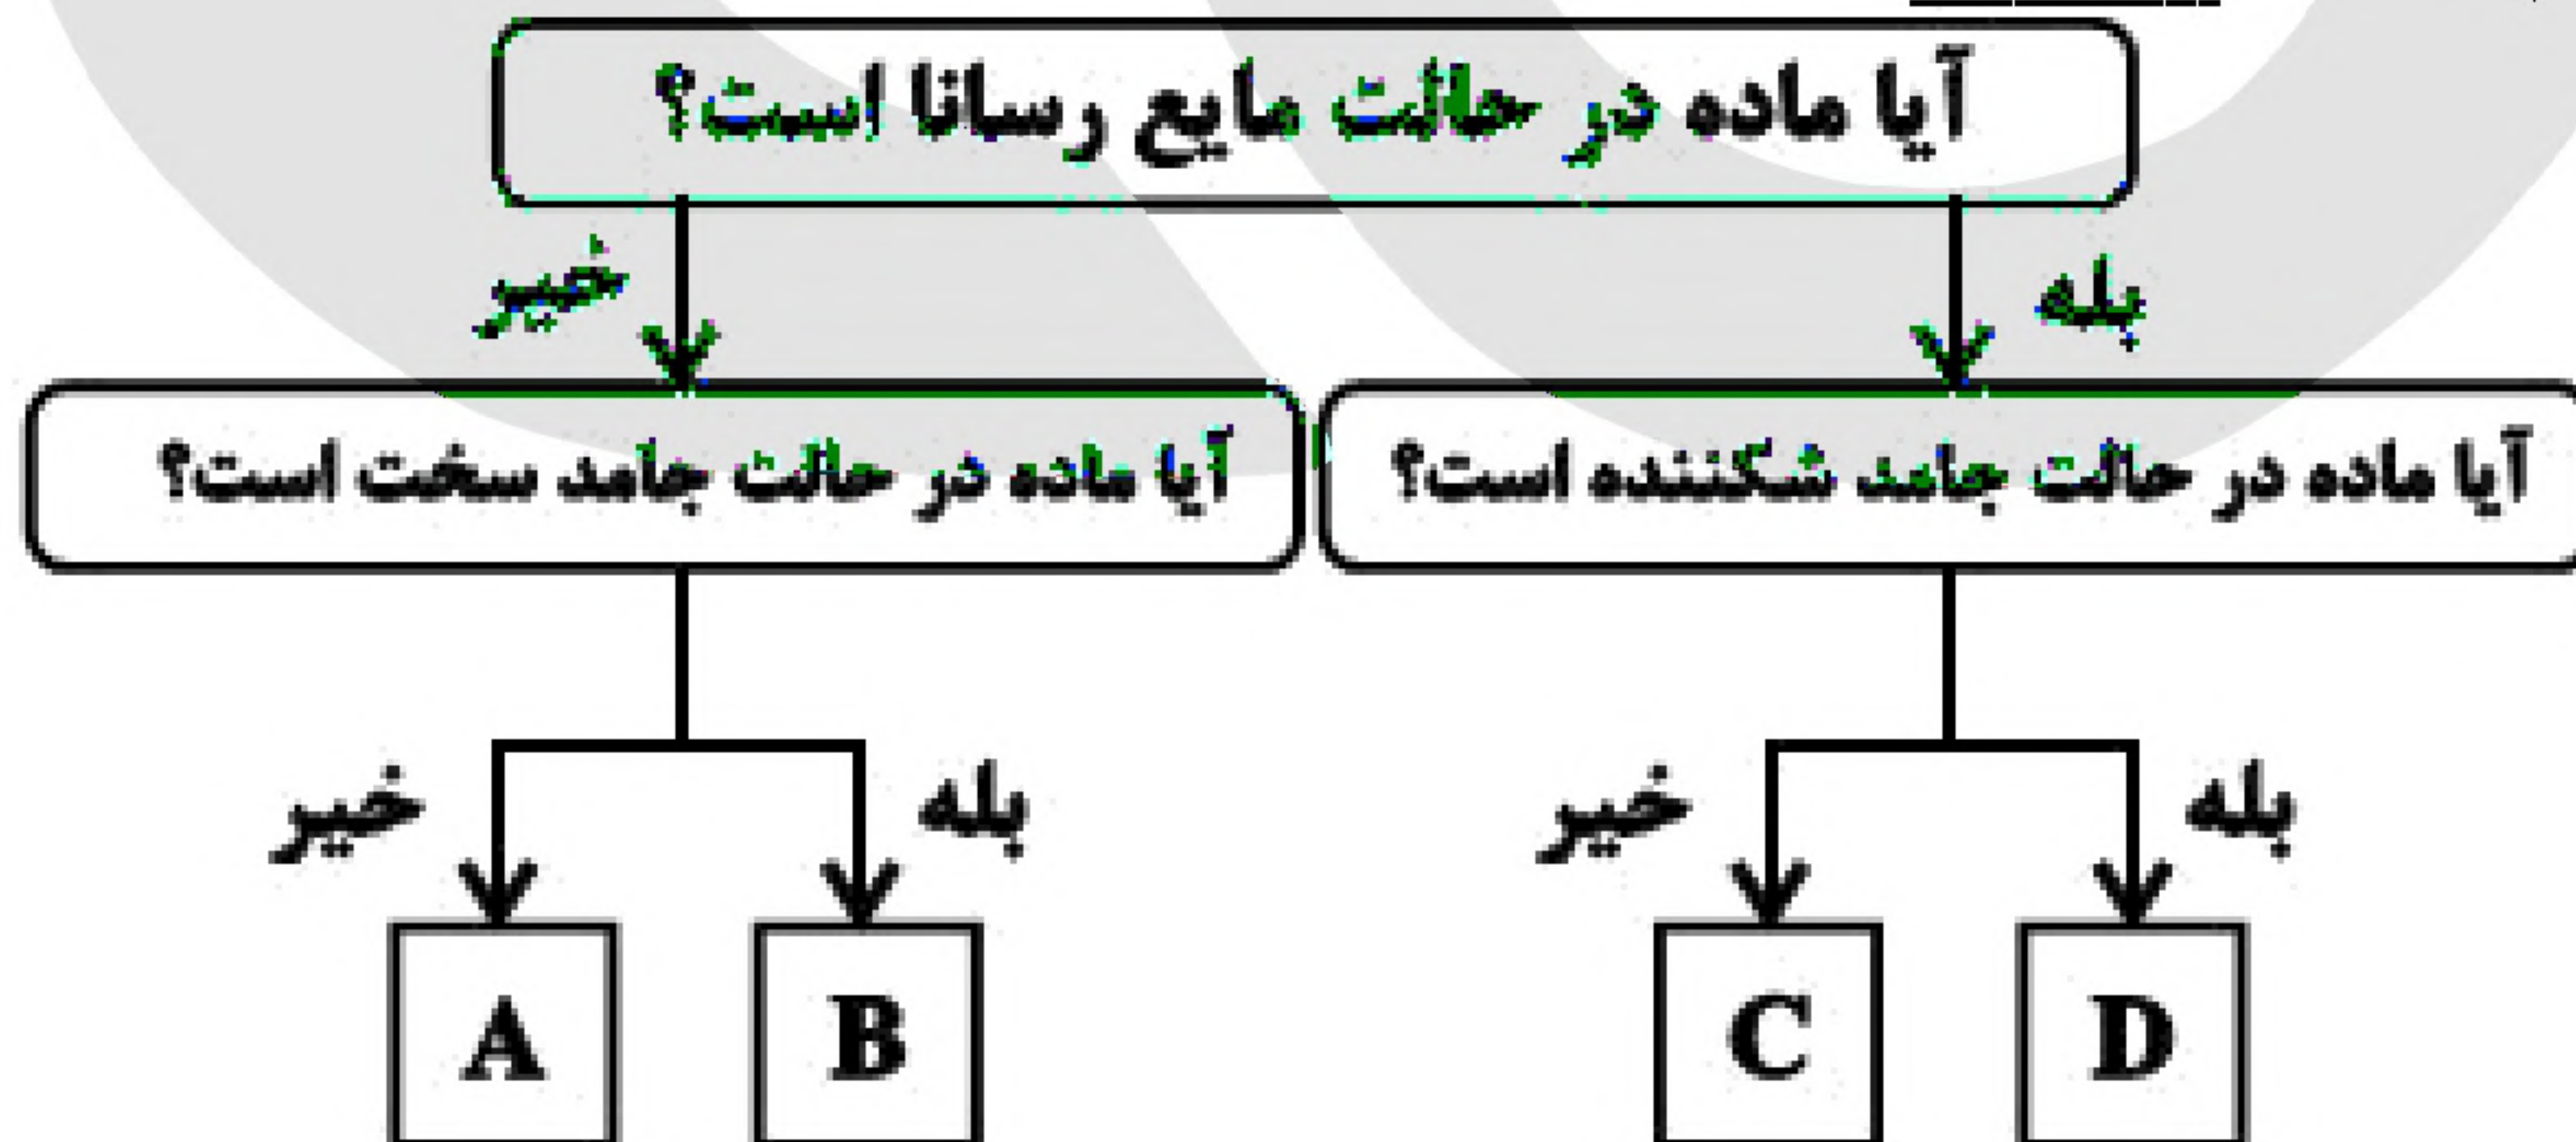 آیا ماده در حالت مایع رسانا است؟
بله
خیر
آیا ماده در حالت جامد شکننده است؟
آیا ماده در حالت جامد سخت است؟
بله
خیر
بله
خیر
D
C
B
A